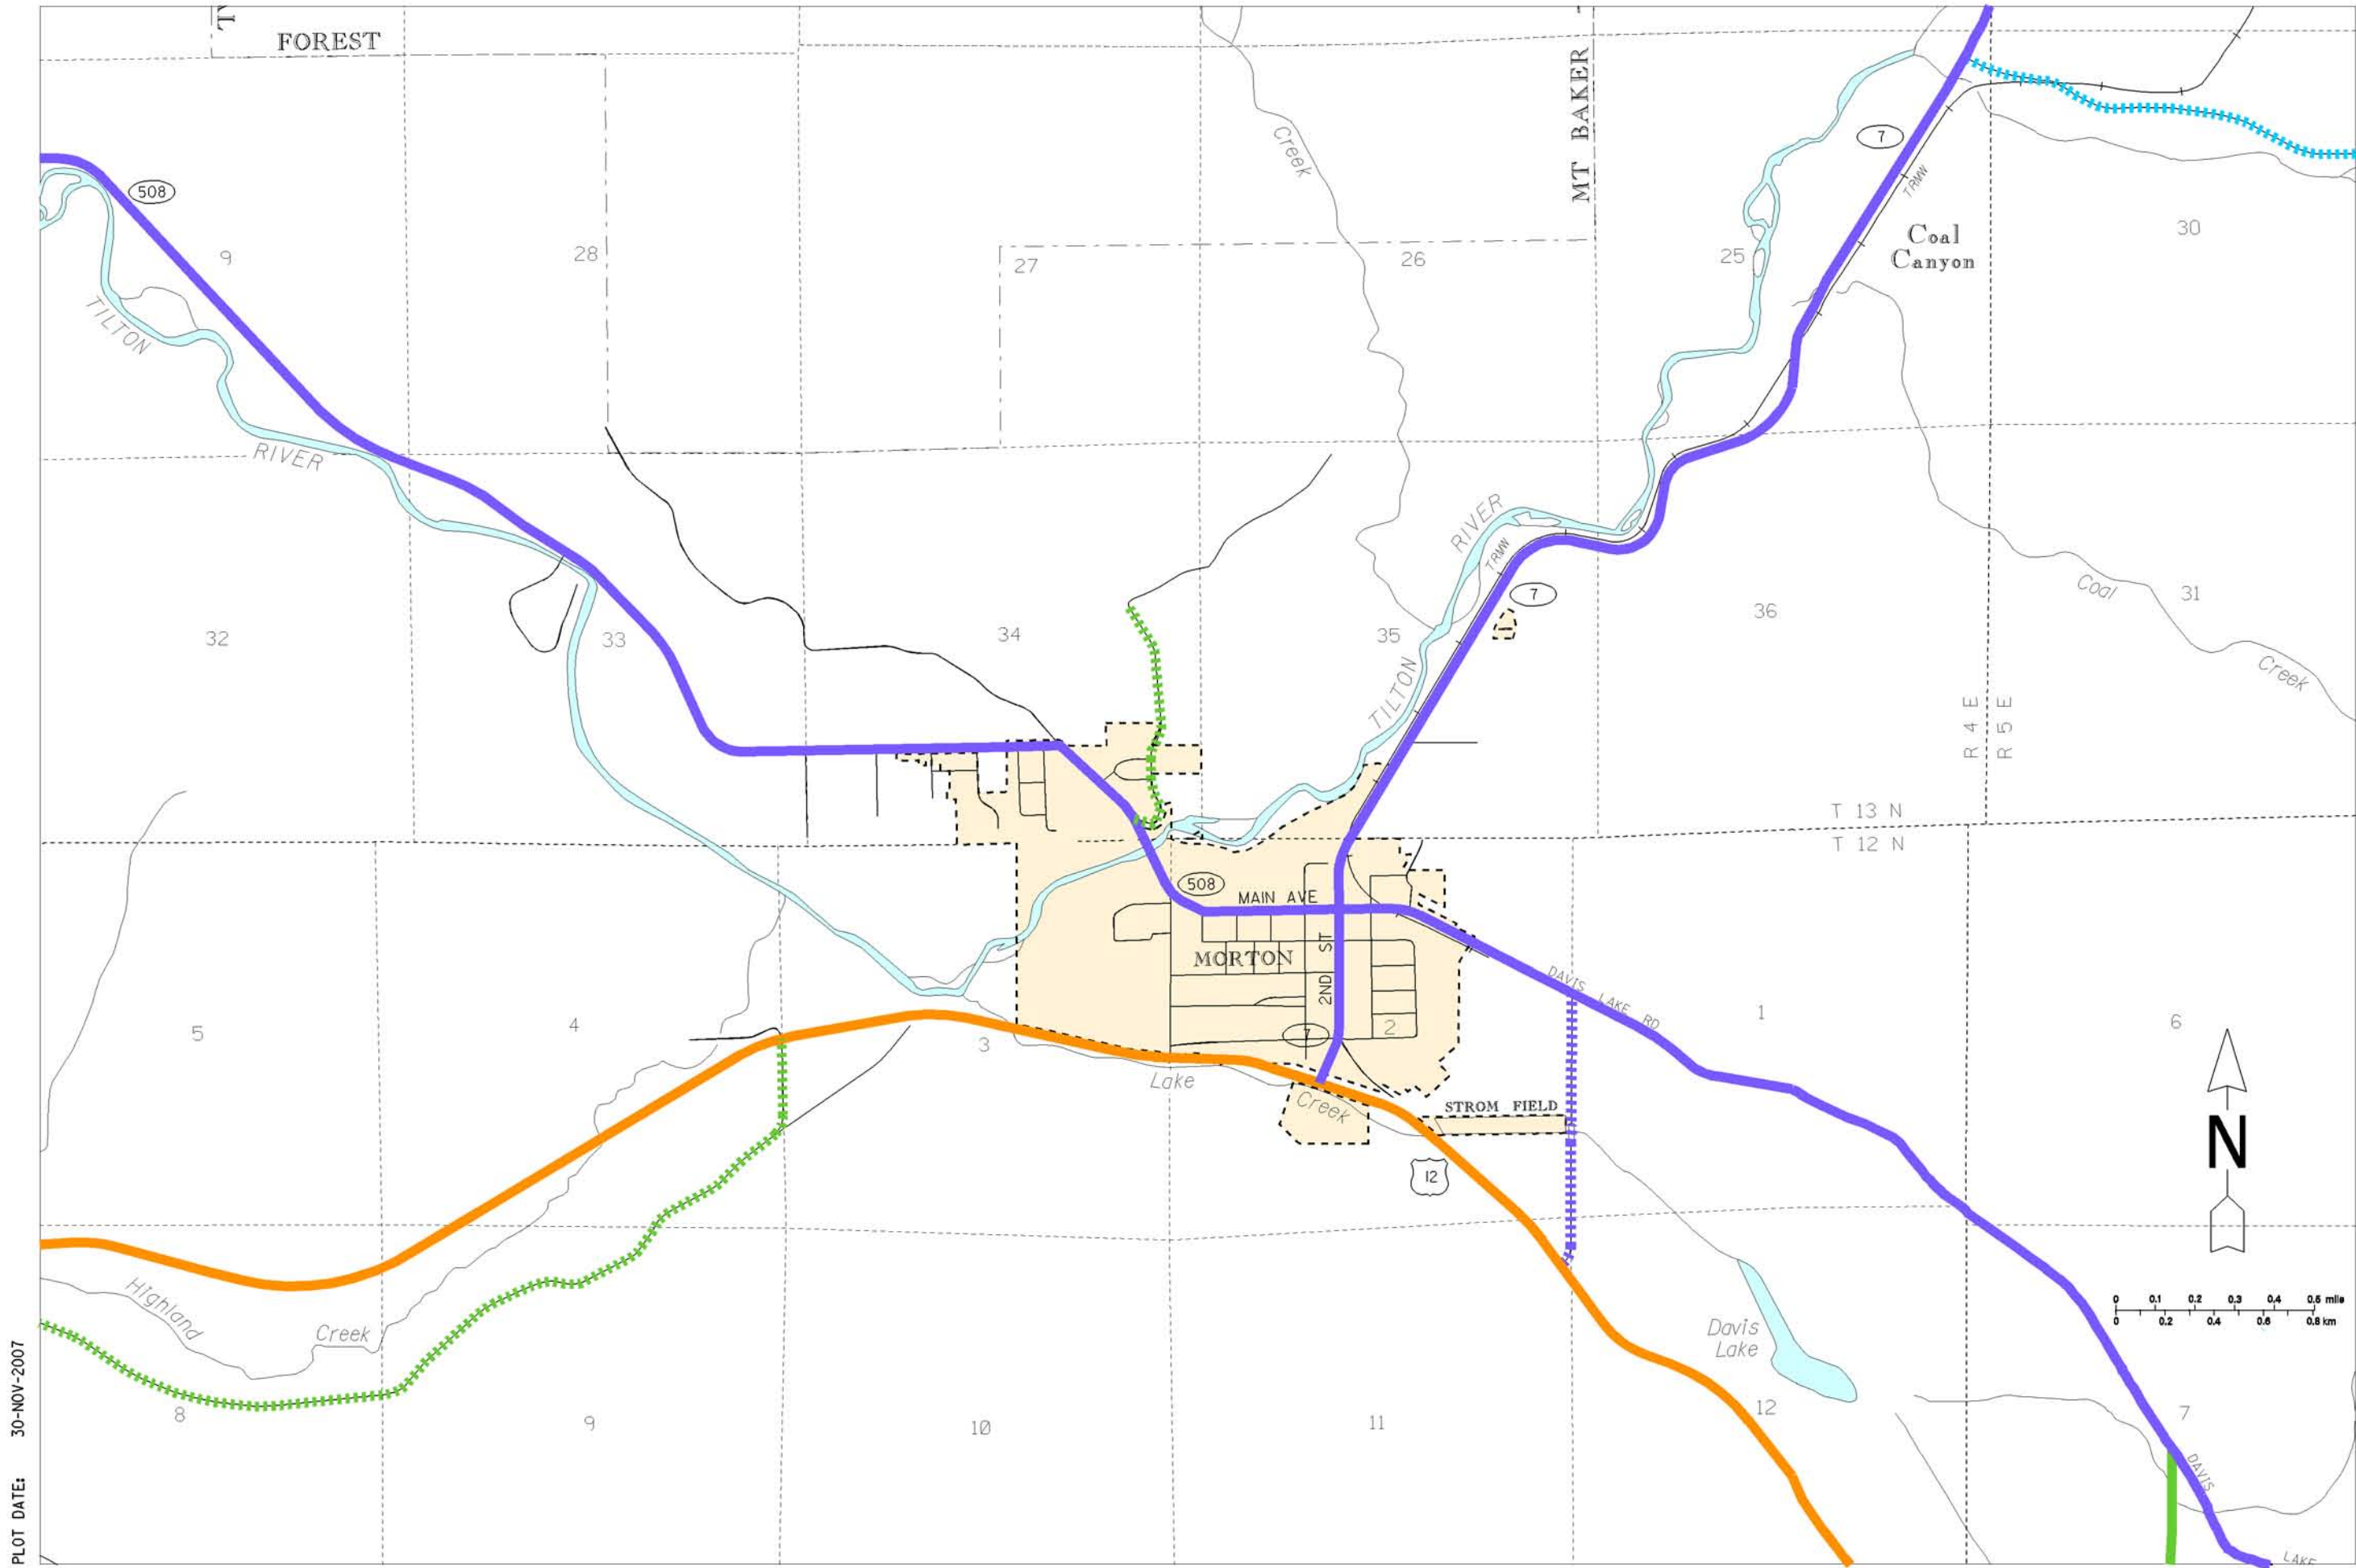 FOREST
MT BAKER
508
7
TRMW
Coal
Canyon
Creek
9
28
27
26
25
30
TILTON
RIVER
RIVER
TRMW
7
TILTON
32
33
34
35
36
31
Coal
Creek
R 4 E
R 5 E
T 13 N
T 12 N
508
MAIN AVE
MORTON
2ND ST
7
2
DAVIS LAKE RD
5
4
3
1
6
Lake
Creek
STROM FIELD
12
N
0 0.1 0.2 0.3 0.4 0.5 mile
0 0.2 0.4 0.6 0.8 km
Highland
Creek
Davis
Lake
8
9
10
11
12
7
DAVIS
LAKE
PLOT DATE: 30-NOV-2007